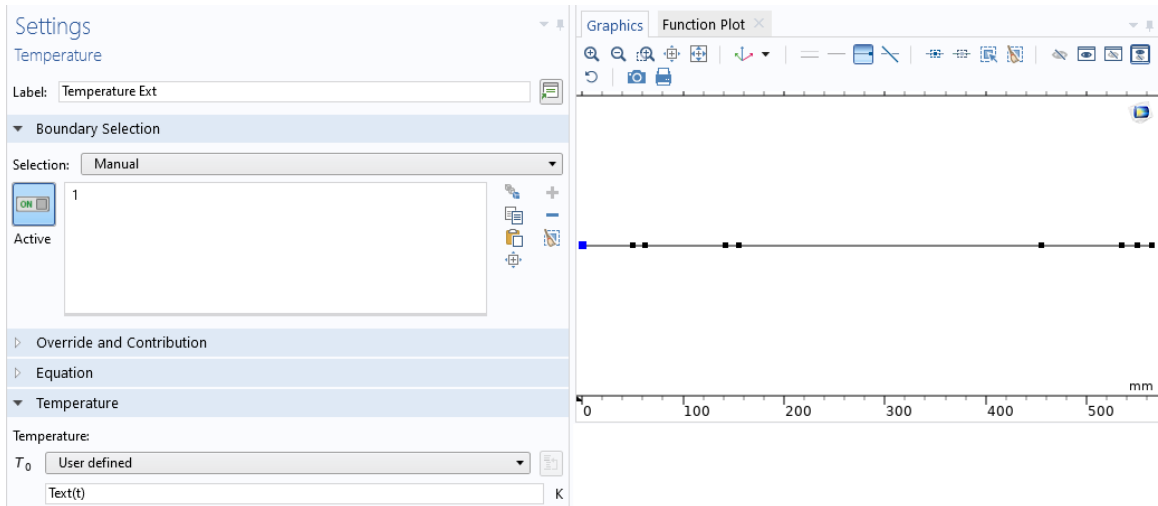 Settings
Temperature
Label: Temperature Ext
Boundary Selection
Selection: Manual
ON
1
Active
Override and Contribution
Equation
Temperature
Temperature:
T0 User defined
Text(t) K
Graphics Function Plot
mm
0 100 200 300 400 500